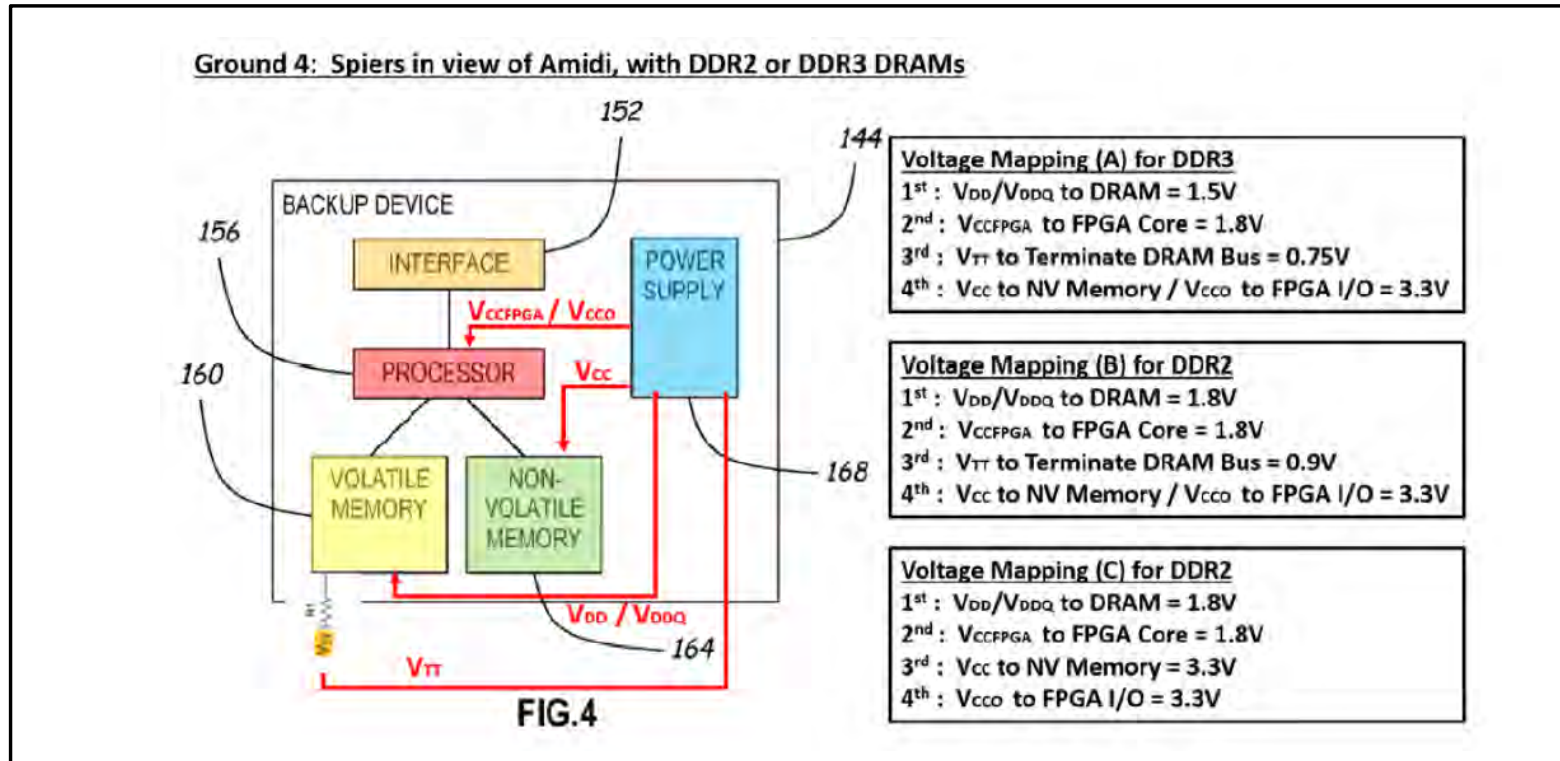 Ground 4: Spiers in view of Amidi, with DDR2 or DDR3 DRAMs
152
144
BACKUP DEVICE
156
INTERFACE
POWER
SUPPLY
VCCFPGA / VCCO
PROCESSOR
VCC
160
VOLATILE
MEMORY
NON-
VOLATILE
MEMORY
168
R1
VDD / VDDQ
164
VTT
FIG.4
Voltage Mapping (A) for DDR3
1st : VDD/VDDQ to DRAM = 1.5V
2nd : VCCFPGA to FPGA Core = 1.8V
3rd : VTT to Terminate DRAM Bus = 0.75V
4th : VCC to NV Memory / VCCO to FPGA I/O = 3.3V
Voltage Mapping (B) for DDR2
1st : VDD/VDDQ to DRAM = 1.8V
2nd : VCCFPGA to FPGA Core = 1.8V
3rd : VTT to Terminate DRAM Bus = 0.9V
4th : VCC to NV Memory / VCCO to FPGA I/O = 3.3V
Voltage Mapping (C) for DDR2
1st : VDD/VDDQ to DRAM = 1.8V
2nd : VCCFPGA to FPGA Core = 1.8V
3rd : VCC to NV Memory = 3.3V
4th : VCCO to FPGA I/O = 3.3V